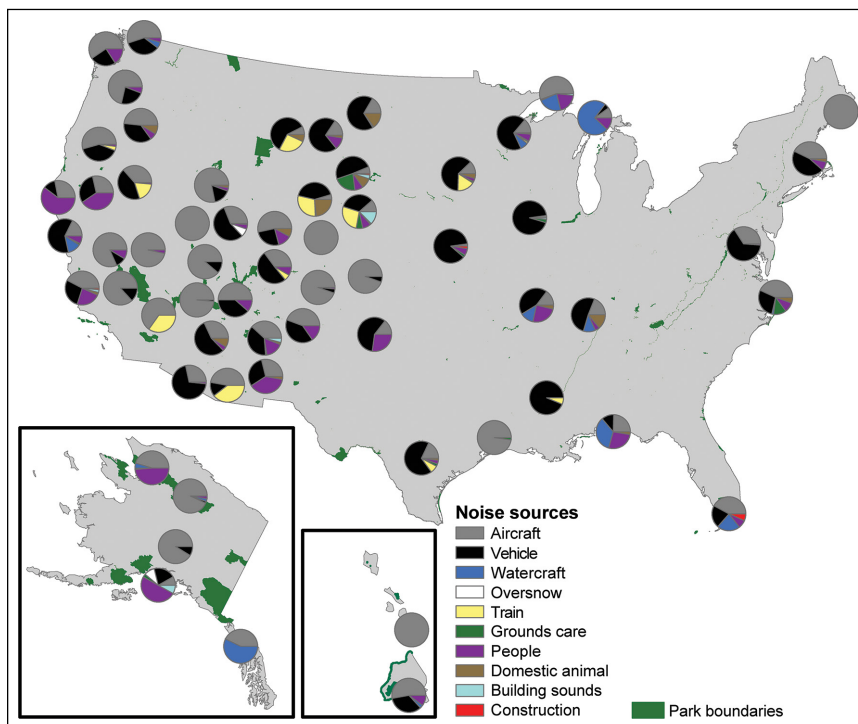 Noise sources
Aircraft
Vehicle
Watercraft
Oversnow
Train
Grounds care
People
Domestic animal
Building sounds
Construction
Park boundaries